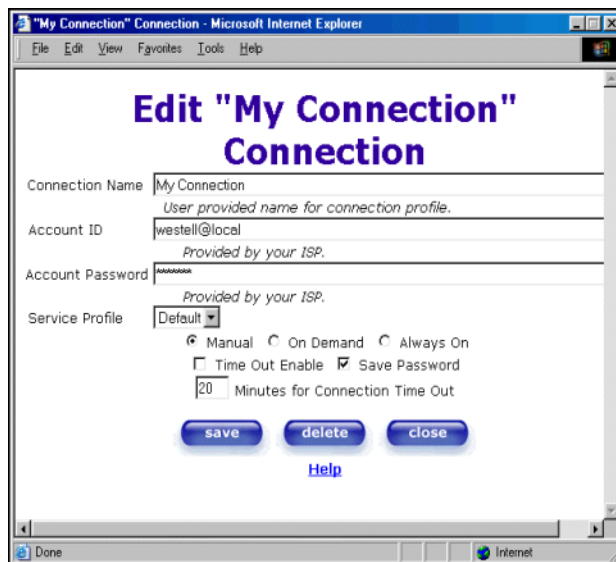 "My Connection" Connection - Microsoft Internet Explorer
File Edit View Favorites Tools Help
Edit "My Connection"
Connection
Connection Name My Connection
User provided name for connection profile.
Account ID westell@local
Provided by your ISP.
Account Password *******
Provided by your ISP.
Service Profile Default
Manual On Demand Always On
Time Out Enable Save Password
20 Minutes for Connection Time Out
save delete close
Help
Done Internet